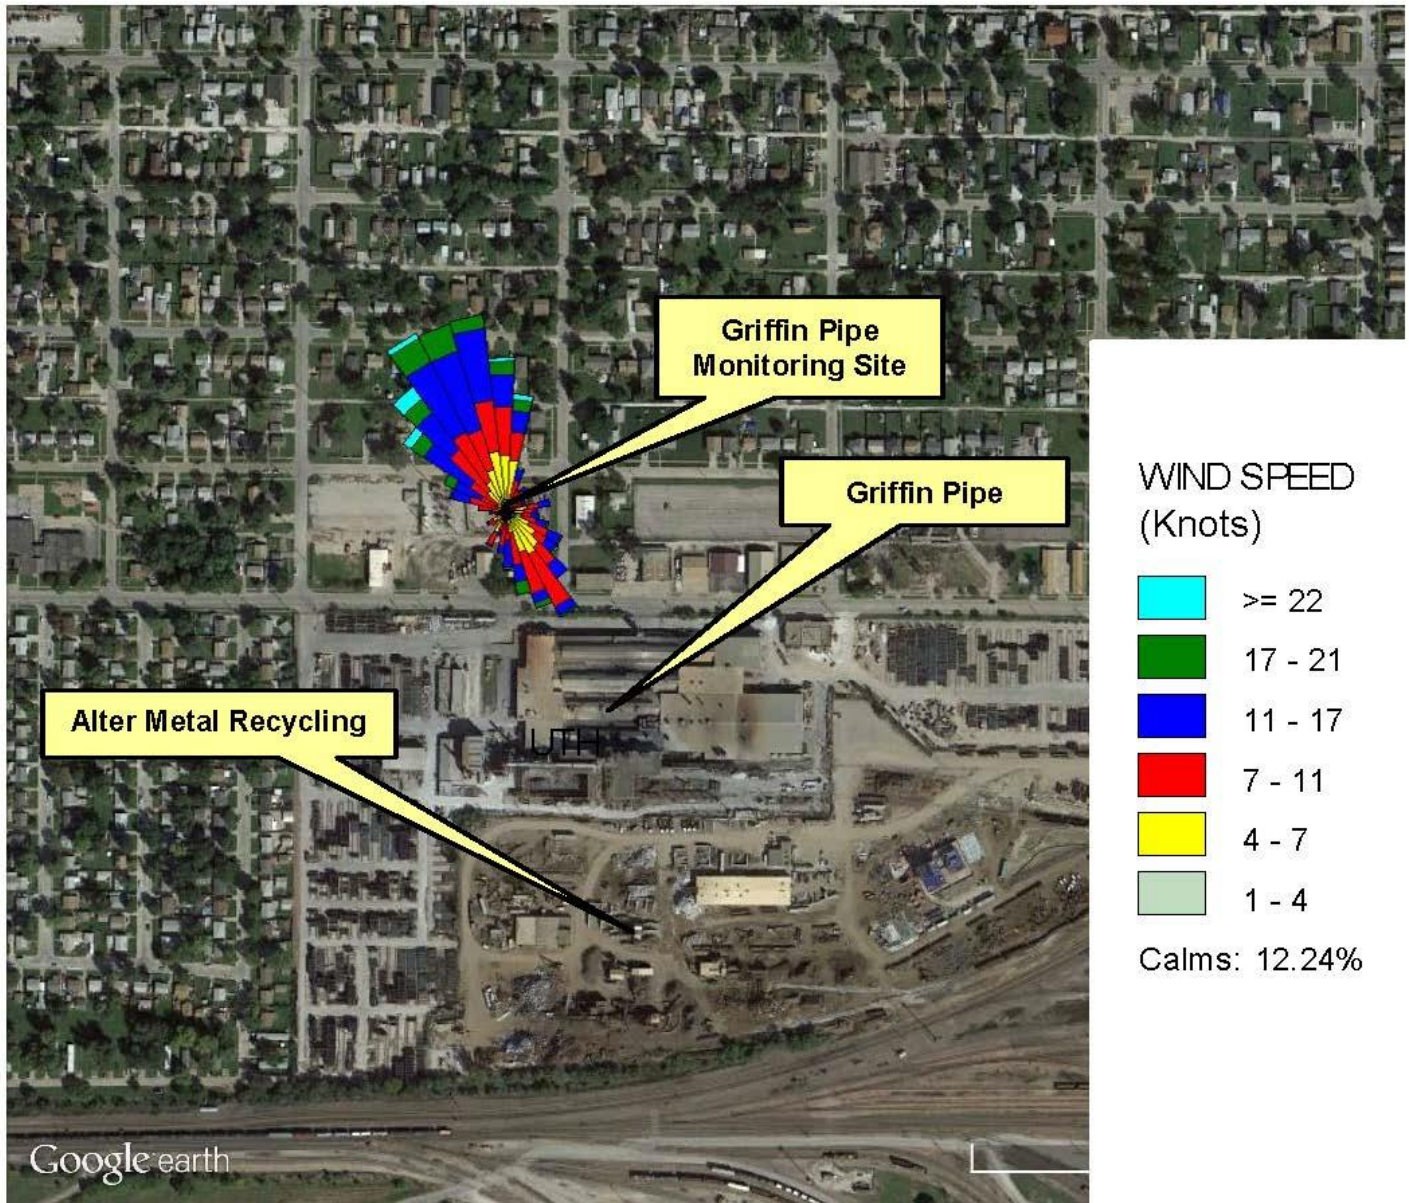 Griffin Pipe
Monitoring Site
Griffin Pipe
Alter Metal Recycling
UTH
WIND SPEED
(Knots)
>= 22
17 - 21
11 - 17
7 - 11
4 - 7
1 - 4
Calms: 12.24%
Google earth